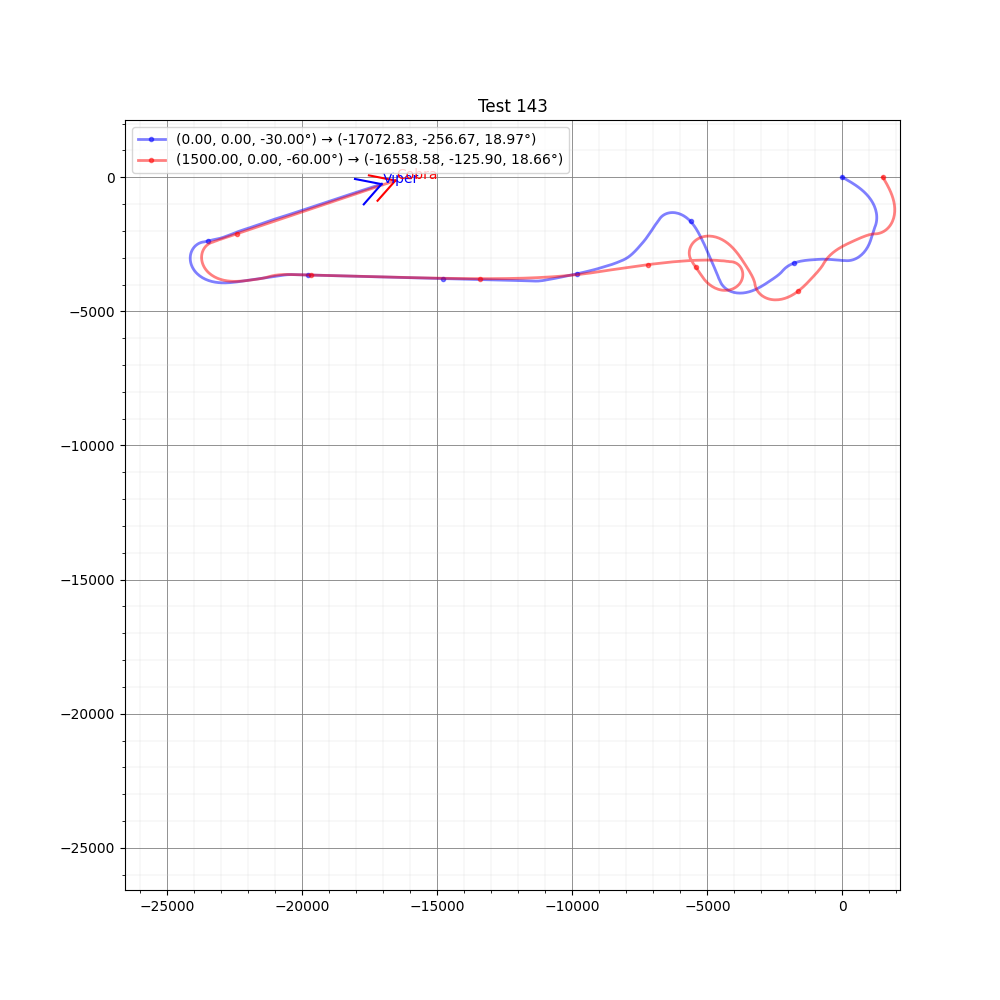 Test 143
(0.00, 0.00, -30.00°) → (-17072.83, -256.67, 18.97°)
(1500.00, 0.00, -60.00°) → (-16558.58, -125.90, 18.66°)
Cobra
Viper
0
−5000
−10000
−15000
−20000
−25000
−25000 −20000 −15000 −10000 −5000 0